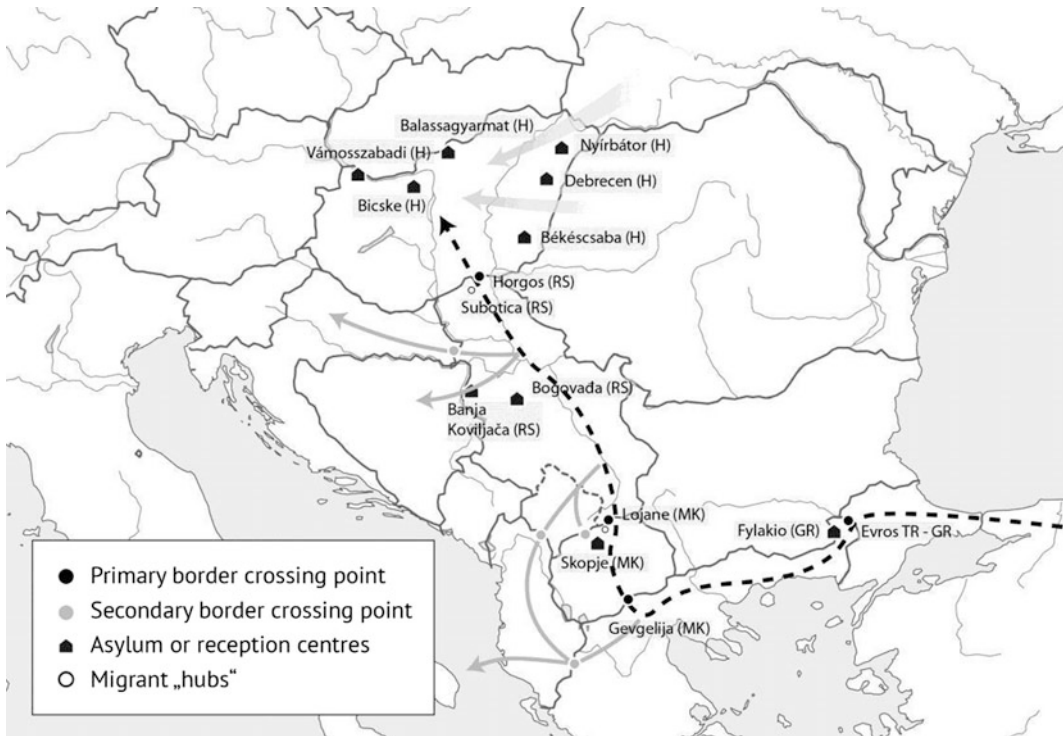 Balassagyarmat (H)
Nyírbátor (H)
Vámosszabadi (H)
Debrecen (H)
Bicske (H)
Békéscsaba (H)
Horgos (RS)
Subotica (RS)
Bogovađa (RS)
Banja
Koviljača (RS)
Lojane (MK)
Fylakio (GR)
Evros TR - GR
Skopje (MK)
Gevgelija (MK)
Primary border crossing point
Secondary border crossing point
Asylum or reception centres
Migrant „hubs“